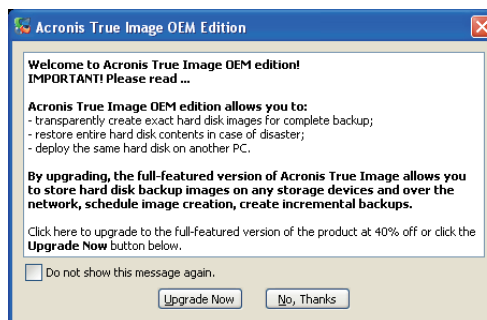 Acronis True Image OEM Edition
Welcome to Acronis True Image OEM edition!
IMPORTANT! Please read ...
Acronis True Image OEM edition allows you to:
- transparently create exact hard disk images for complete backup;
- restore entire hard disk contents in case of disaster;
- deploy the same hard disk on another PC.
By upgrading, the full-featured version of Acronis True Image allows you
to store hard disk backup images on any storage devices and over the
network, schedule image creation, create incremental backups.
Click here to upgrade to the full-featured version of the product at 40% off or click the
Upgrade Now button below.
Do not show this message again.
Upgrade Now No, Thanks